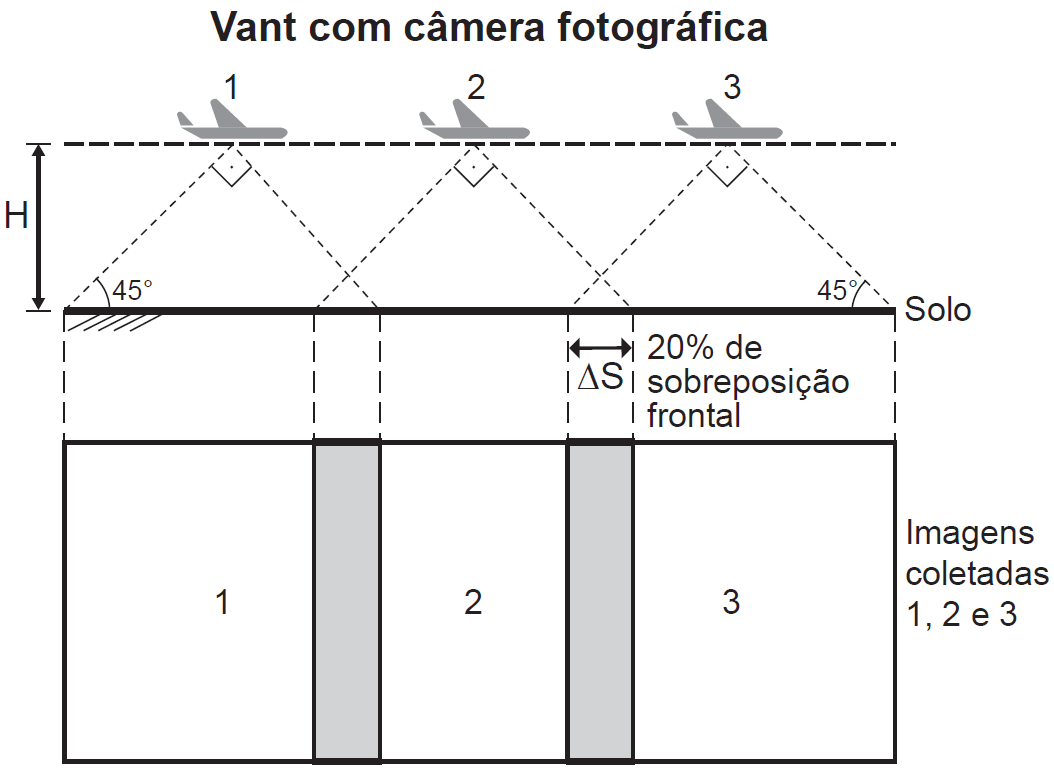 Vant com câmera fotográfica
1 2 3
H
45° 45°
Solo
ΔS
20% de
sobreposição
frontal
1 2 3
Imagens
coletadas
1, 2 e 3